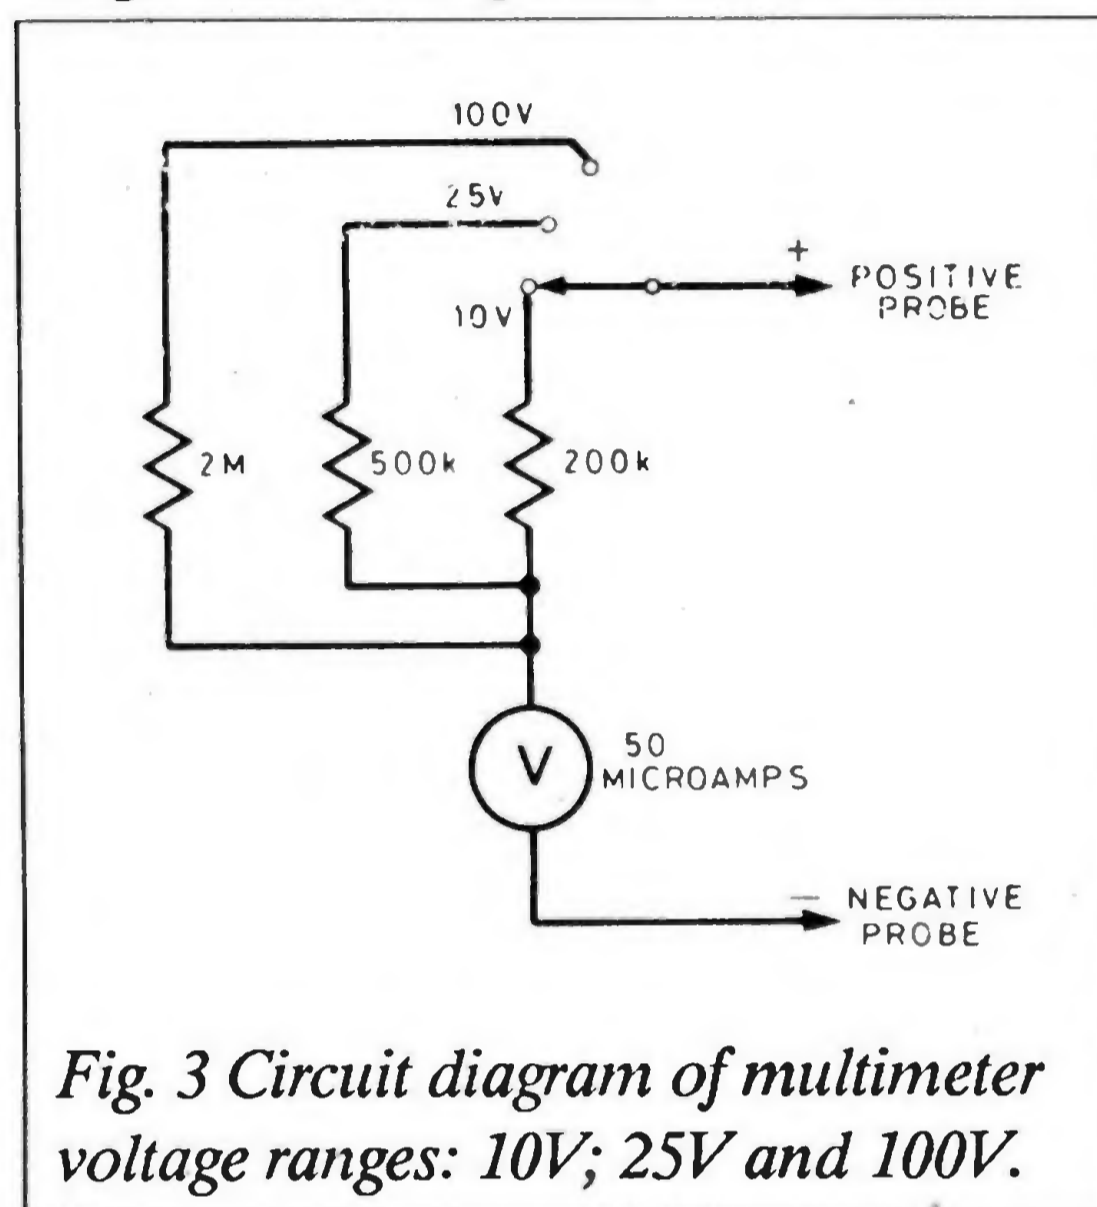 100V
25V
+
POSITIVE
PROBE
10V
2M
500k
200k
V
50
MICROAMPS
− NEGATIVE
PROBE
Fig. 3 Circuit diagram of multimeter
voltage ranges: 10V; 25V and 100V.